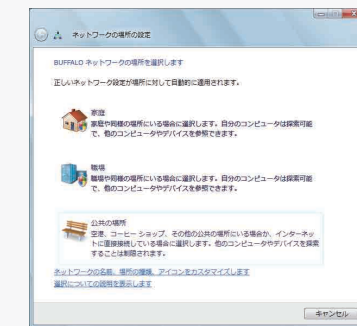 ネットワークの場所の設定
BUFFALO ネットワークの場所を選択します
正しいネットワーク設定が場所に対して自動的に適用されます。
家庭
家庭や同様の場所にいる場合に選択します。自分のコンピュータは探索可能
で、他のコンピュータやデバイスを参照できます。
職場
職場や同様の場所にいる場合に選択します。自分のコンピュータは探索可能
で、他のコンピュータやデバイスを参照できます。
公共の場所
空港、コーヒー ショップ、その他の公共の場所にいる場合か、インターネッ
トに直接接続している場合に選択します。他のコンピュータやデバイスを探索
することは制限されます。
ネットワークの名前、場所の種類、アイコンをカスタマイズします
選択についての説明を表示します
キャンセル